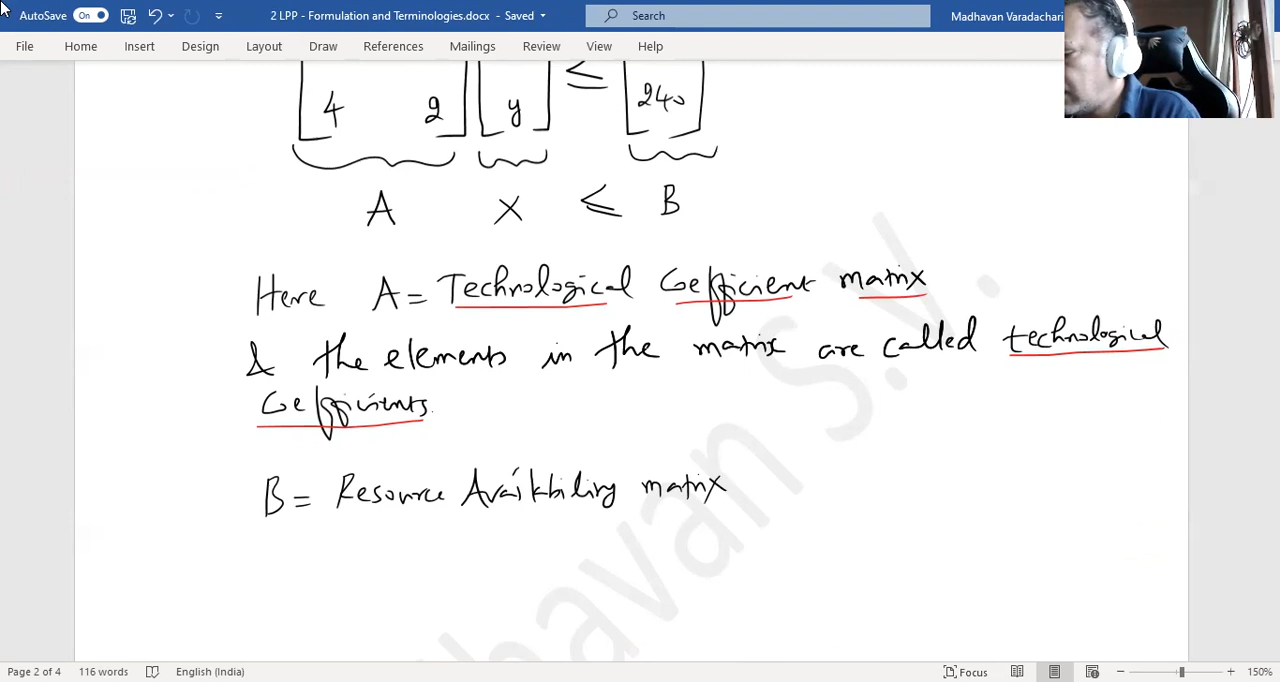 AutoSave On 2 LPP - Formulation and Terminologies.docx - Saved Search Madhavan Varadachari
File Home Insert Design Layout Draw References Mailings Review View Help
4 2 y ≤ 240
A X ≤ B
Here A = Technological Coefficient matrix
& the elements in the matrix are called technological
Coefficients.
B = Resource Availability matrix
havan S.V.
Page 2 of 4 116 words English (India) Focus 150%